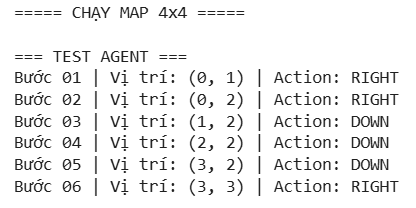 ===== CHẠY MAP 4x4 =====
=== TEST AGENT ===
Bước 01 | Vị trí: (0, 1) | Action: RIGHT
Bước 02 | Vị trí: (0, 2) | Action: RIGHT
Bước 03 | Vị trí: (1, 2) | Action: DOWN
Bước 04 | Vị trí: (2, 2) | Action: DOWN
Bước 05 | Vị trí: (3, 2) | Action: DOWN
Bước 06 | Vị trí: (3, 3) | Action: RIGHT